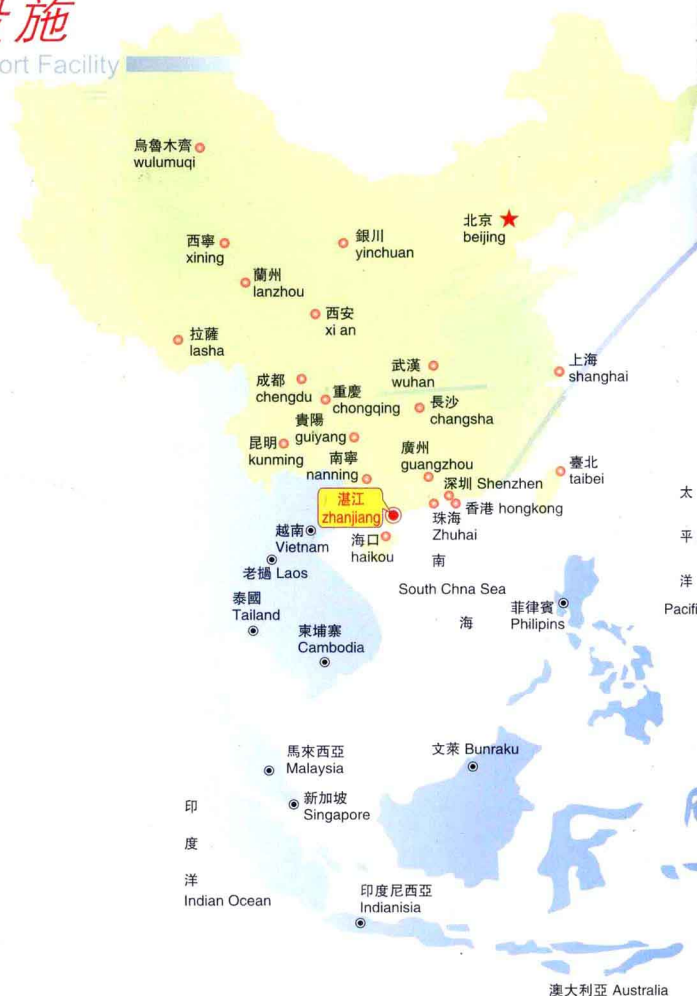 施
ort Facility
烏魯木齊
wulumuqi
北京
beijing
西寧
xining
銀川
yinchuan
蘭州
lanzhou
西安
xi an
拉薩
lasha
武漢
wuhan
上海
shanghai
成都
chengdu
重慶
chongqing
長沙
changsha
貴陽
guiyang
昆明
kunming
廣州
guangzhou
南寧
nanning
臺北
taibei
深圳 Shenzhen
湛江
zhanjiang
香港 hongkong
珠海
Zhuhai
越南
Vietnam
海口
haikou
太
平
洋
Pacifi
南
海
South Chna Sea
老撾 Laos
泰國
Tailand
菲律賓
Philipins
柬埔寨
Cambodia
馬來西亞
Malaysia
文萊 Bunraku
新加坡
Singapore
印
度
洋
Indian Ocean
印度尼西亞
Indianisia
澳大利亞 Australia